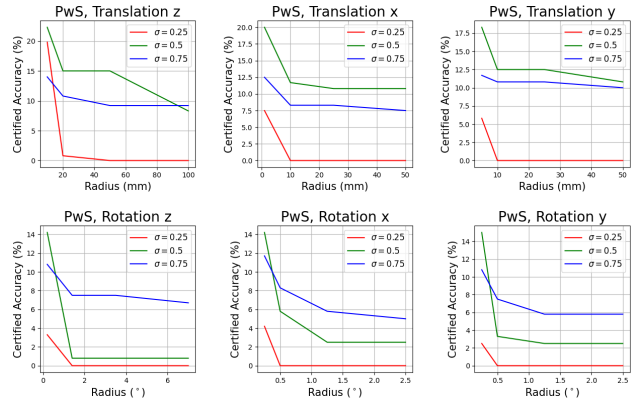 PwS, Translation z
Certified Accuracy (%)
20
15
10
5
0
σ = 0.25
σ = 0.5
σ = 0.75
20 40 60 80 100
Radius (mm)
PwS, Translation x
Certified Accuracy (%)
20.0
17.5
15.0
12.5
10.0
7.5
5.0
2.5
0.0
σ = 0.25
σ = 0.5
σ = 0.75
0 10 20 30 40 50
Radius (mm)
PwS, Translation y
Certified Accuracy (%)
17.5
15.0
12.5
10.0
7.5
5.0
2.5
0.0
σ = 0.25
σ = 0.5
σ = 0.75
10 20 30 40 50
Radius (mm)
PwS, Rotation z
Certified Accuracy (%)
14
12
10
8
6
4
2
0
σ = 0.25
σ = 0.5
σ = 0.75
0 2 4 6
Radius (°)
PwS, Rotation x
Certified Accuracy (%)
14
12
10
8
6
4
2
0
σ = 0.25
σ = 0.5
σ = 0.75
0.5 1.0 1.5 2.0 2.5
Radius (°)
PwS, Rotation y
Certified Accuracy (%)
14
12
10
8
6
4
2
0
σ = 0.25
σ = 0.5
σ = 0.75
0.5 1.0 1.5 2.0 2.5
Radius (°)